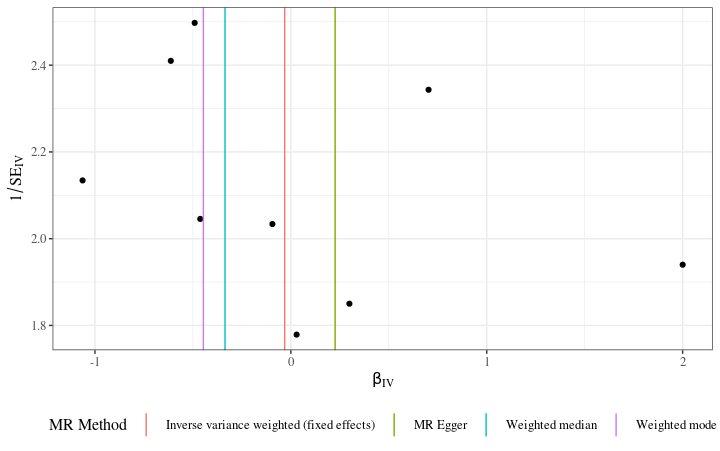 2.4
2.2
2.0
1.8
1/SE_IV
-1 0 1 2
β_IV
MR Method Inverse variance weighted (fixed effects) MR Egger Weighted median Weighted mode